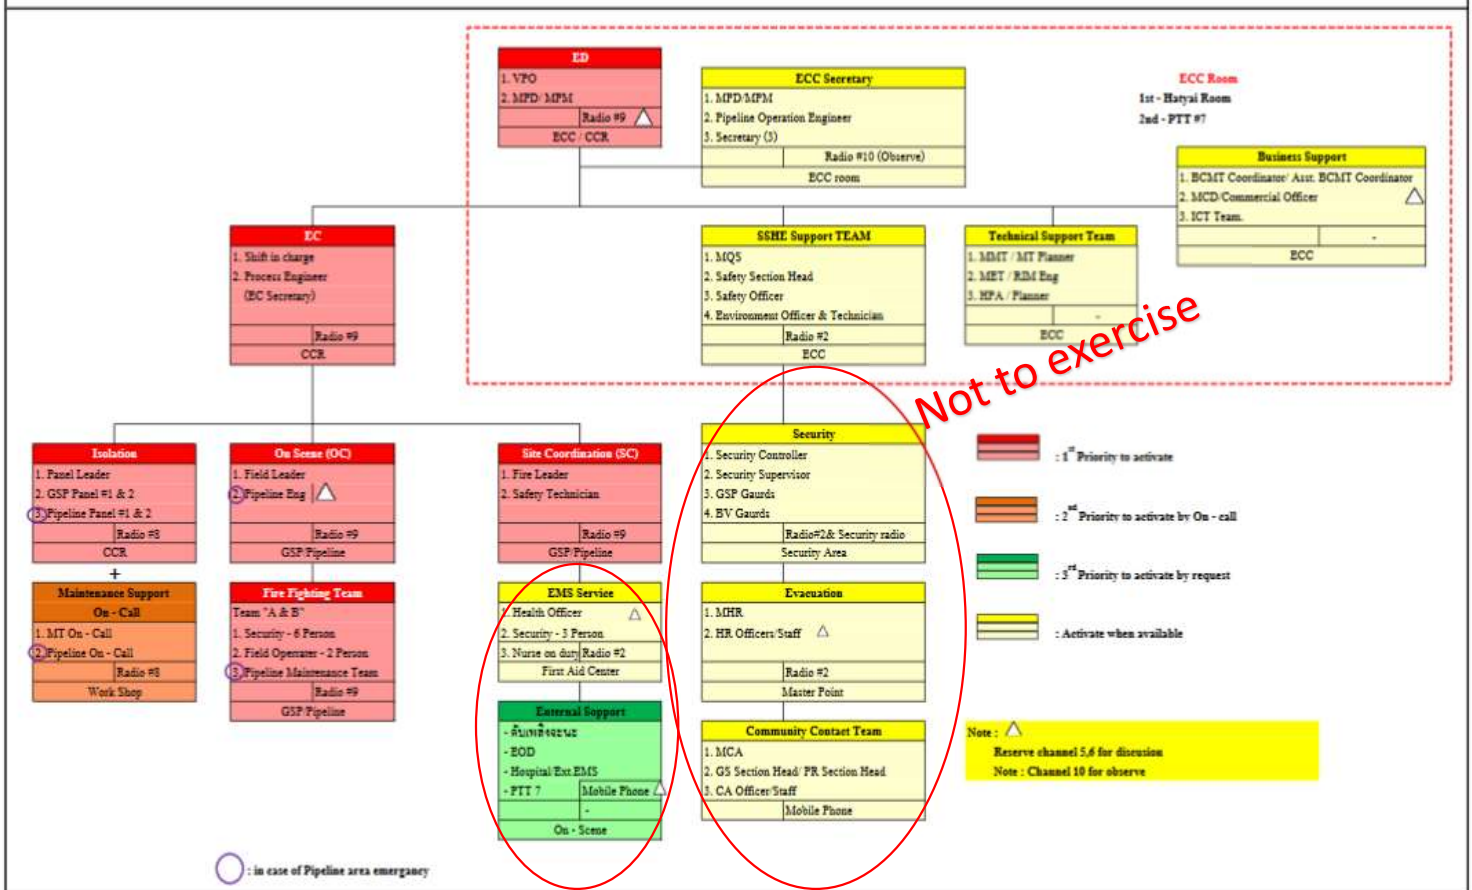 ED
1. VPO
2. MPD/ MPM
Radio #9
ECC / CCR
ECC Secretary
1. MPD/MPM
2. Pipeline Operation Engineer
3. Secretary (3)
Radio #10 (Observe)
ECC room
ECC Room
1st - Hatyai Room
2nd - PTT #7
Business Support
1. BCMT Coordinator/ Asst. BCMT Coordinator
2. MCD/Commercial Officer
3. ICT Team.
-
ECC
EC
1. Shift in charge
2. Process Engineer
(EC Secretary)
Radio #9
CCR
SSHE Support TEAM
1. MQS
2. Safety Section Head
3. Safety Officer
4. Environment Officer & Technician
Radio #2
ECC
Technical Support Team
1. MMT / MT Planner
2. MET / RIM Eng
3. HPA / Planner
-
ECC
Not to exercise
Isolation
1. Panel Leader
2. GSP Panel #1 & 2
3. Pipeline Panel #1 & 2
Radio #8
CCR
+
Maintenance Support
On - Call
1. MT On - Call
2. Pipeline On - Call
Radio #8
Work Shop
On Scene (OC)
1. Field Leader
2. Pipeline Eng
Radio #9
GSP/Pipeline
Fire Fighting Team
Team "A & B"
1. Security - 6 Person
2. Field Operater - 2 Person
3. Pipeline Maintenance Team
Radio #9
GSP/Pipeline
Site Coordination (SC)
1. Fire Leader
2. Safety Technician
Radio #9
GSP/Pipeline
EMS Service
1. Health Officer
2. Security - 3 Person
3. Nurse on duty Radio #2
First Aid Center
External Support
- EOD
- Hospital/Ext.EMS
- PTT 7
Mobile Phone
-
On - Scene
Security
1. Security Controller
2. Security Supervisor
3. GSP Gaurds
4. BV Gaurds
Radio#2& Security radio
Security Area
Evacuation
1. MHR
2. HR Officers/Staff
Radio #2
Master Point
Community Contact Team
1. MCA
2. GS Section Head/ PR Section Head
3. CA Officer/Staff
Mobile Phone
: 1st Priority to activate
: 2nd Priority to activate by On - call
: 3rd Priority to activate by request
: Activate when available
Note :
Reserve channel 5,6 for discusion
Note : Channel 10 for observe
: in case of Pipeline area emergancy